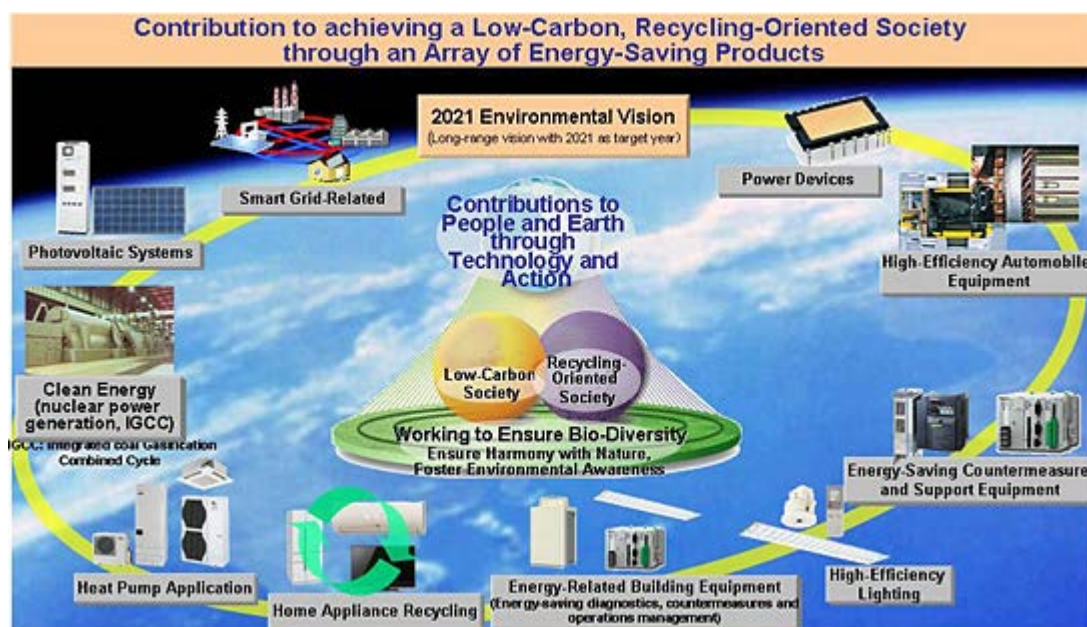 Contribution to achieving a Low-Carbon, Recycling-Oriented Society
through an Array of Energy-Saving Products
2021 Environmental Vision
(Long-range vision with 2021 as target year)
Smart Grid-Related
Power Devices
Photovoltaic Systems
High-Efficiency Automobile
Equipment
Contributions to
People and Earth
through
Technology and
Action
Low-Carbon
Society
Recycling-
Oriented
Society
Clean Energy
(nuclear power
generation, IGCC)
IGCC: Integrated coal Gasification
Combined Cycle
Working to Ensure Bio-Diversity
Ensure Harmony with Nature,
Foster Environmental Awareness
Energy-Saving Countermeasure
and Support Equipment
Heat Pump Application
Home Appliance Recycling
Energy-Related Building Equipment
(Energy-saving diagnostics, countermeasures and
operations management)
High-Efficiency
Lighting